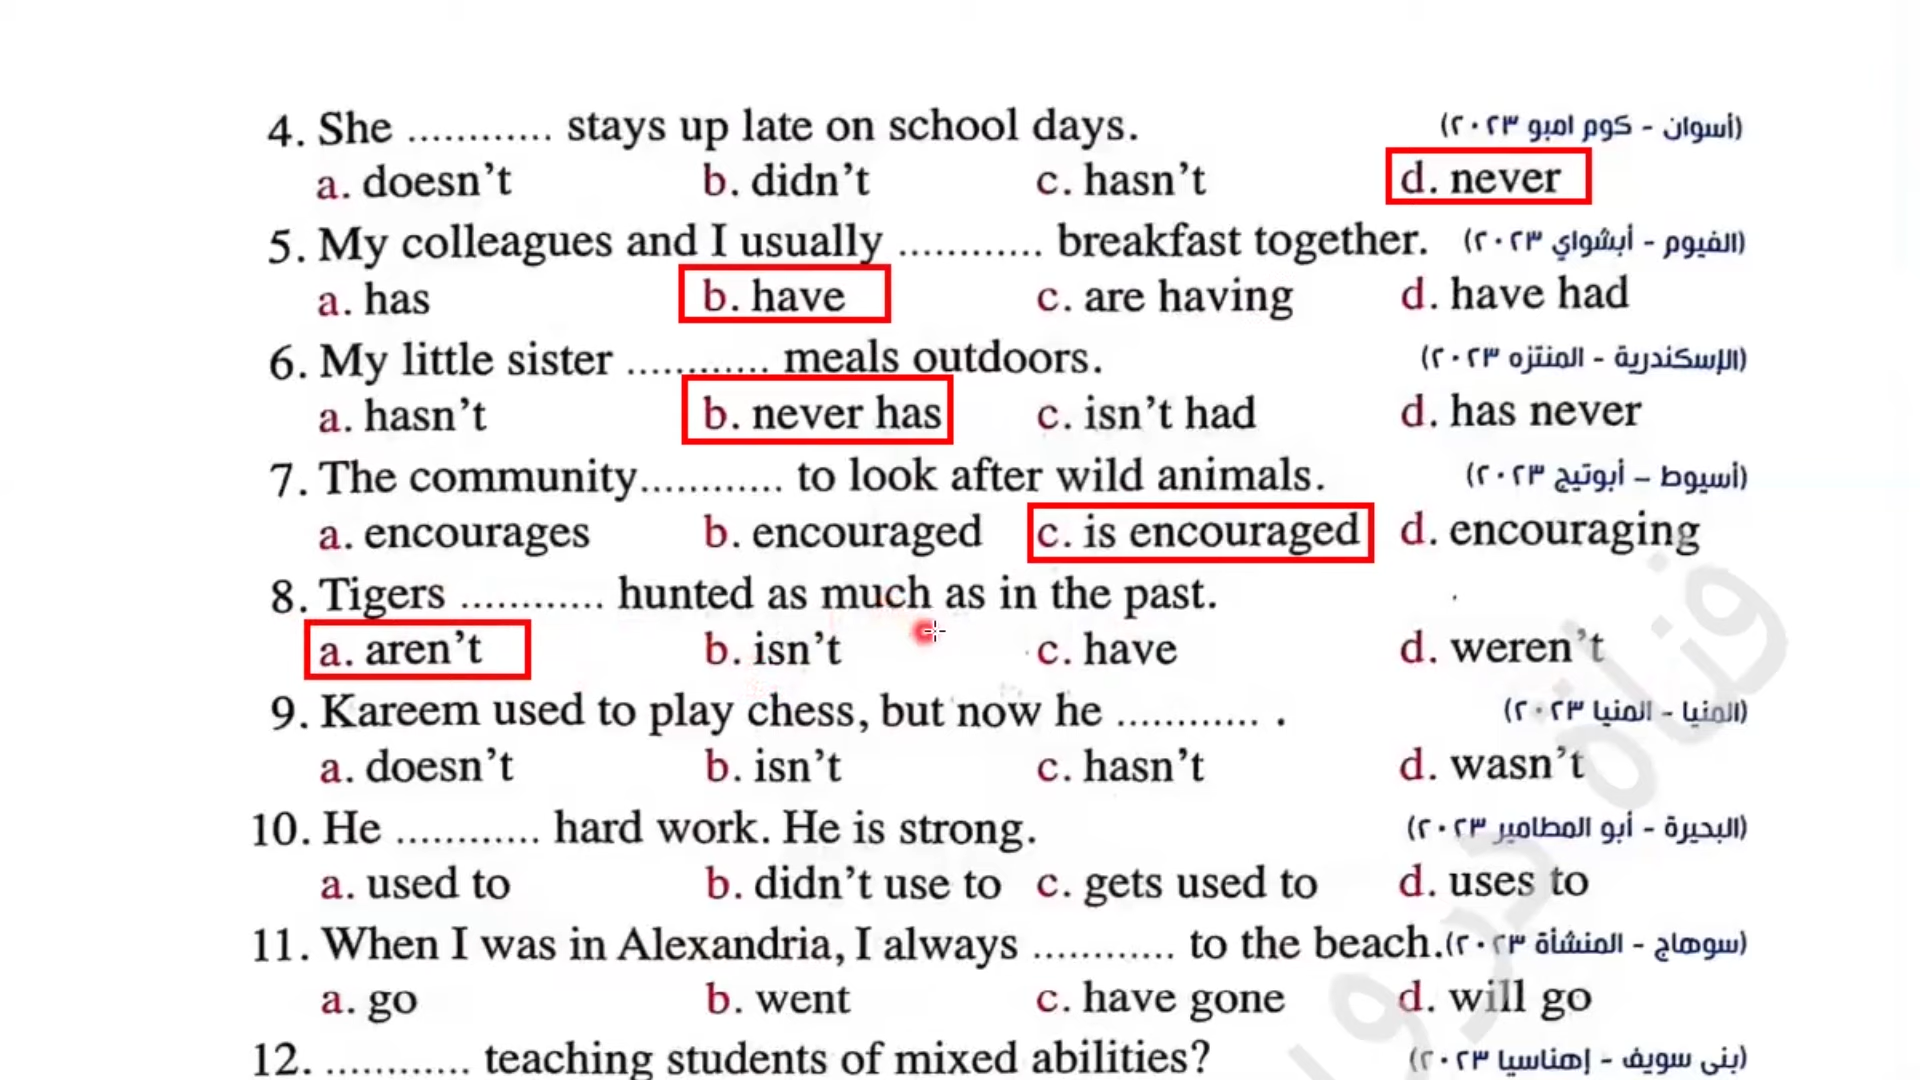 4. She ............ stays up late on school days. (أسوان - كوم امبو ٢٠٢٣)
a. doesn't b. didn't c. hasn't d. never
5. My colleagues and I usually ............ breakfast together. (الفيوم - أبشواي ٢٠٢٣)
a. has b. have c. are having d. have had
6. My little sister ............ meals outdoors. (الإسكندرية - المنتزه ٢٠٢٣)
a. hasn't b. never has c. isn't had d. has never
7. The community............ to look after wild animals. (أسيوط – أبوتيج ٢٠٢٣)
a. encourages b. encouraged c. is encouraged d. encouraging
8. Tigers ............ hunted as much as in the past.
a. aren't b. isn't c. have d. weren't
9. Kareem used to play chess, but now he ............ . (المنيا - المنيا ٢٠٢٣)
a. doesn't b. isn't c. hasn't d. wasn't
10. He ............ hard work. He is strong. (البحيرة - أبو المطامير ٢٠٢٣)
a. used to b. didn't use to c. gets used to d. uses to
11. When I was in Alexandria, I always ............ to the beach. (سوهاج - المنشأة ٢٠٢٣)
a. go b. went c. have gone d. will go
12. ............ teaching students of mixed abilities? (بنى سويف - إهناسيا ٢٠٢٣)
قناة